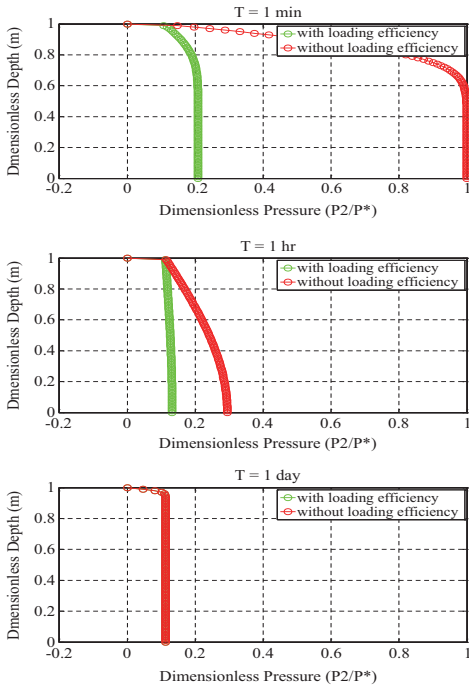 T = 1 min
with loading efficiency
without loading efficiency
Dmensionless Depth (m)
1
0.8
0.6
0.4
0.2
0
-0.2 0 0.2 0.4 0.6 0.8 1
Dimensionless Pressure (P2/P*)
T = 1 hr
with loading efficiency
without loading efficiency
Dmensionless Depth (m)
1
0.8
0.6
0.4
0.2
0
-0.2 0 0.2 0.4 0.6 0.8 1
Dimensionless Pressure (P2/P*)
T = 1 day
with loading efficiency
without loading efficiency
Dmensionless Depth (m)
1
0.8
0.6
0.4
0.2
0
-0.2 0 0.2 0.4 0.6 0.8 1
Dimensionless Pressure (P2/P*)